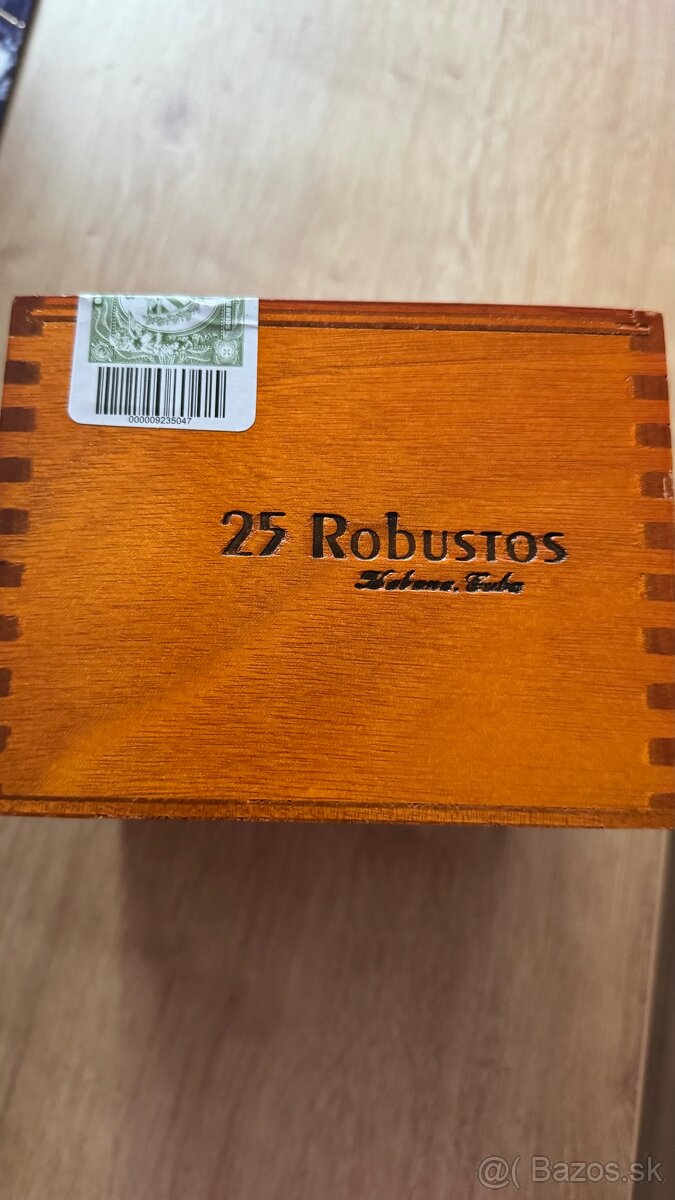 000009235047
25 Robustos
Habana, Cuba
@( Bazos.sk